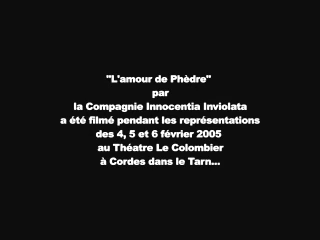 "L'amour de Phèdre"
par
la Compagnie Innocentia Inviolata
a été filmé pendant les représentations
des 4, 5 et 6 février 2005
au Théatre Le Colombier
à Cordes dans le Tarn...